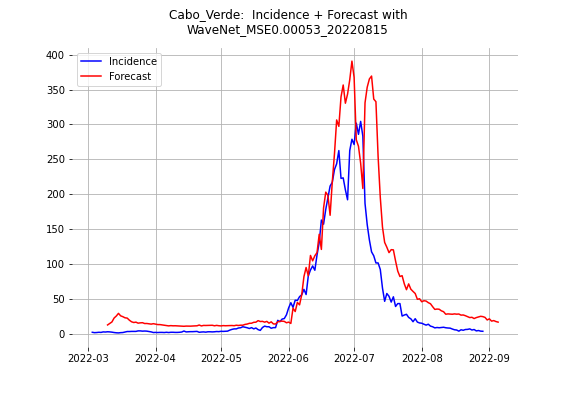 Cabo_Verde:  Incidence + Forecast with
WaveNet_MSE0.00053_20220815
Incidence
Forecast
400
350
300
250
200
150
100
50
0
2022-03 2022-04 2022-05 2022-06 2022-07 2022-08 2022-09